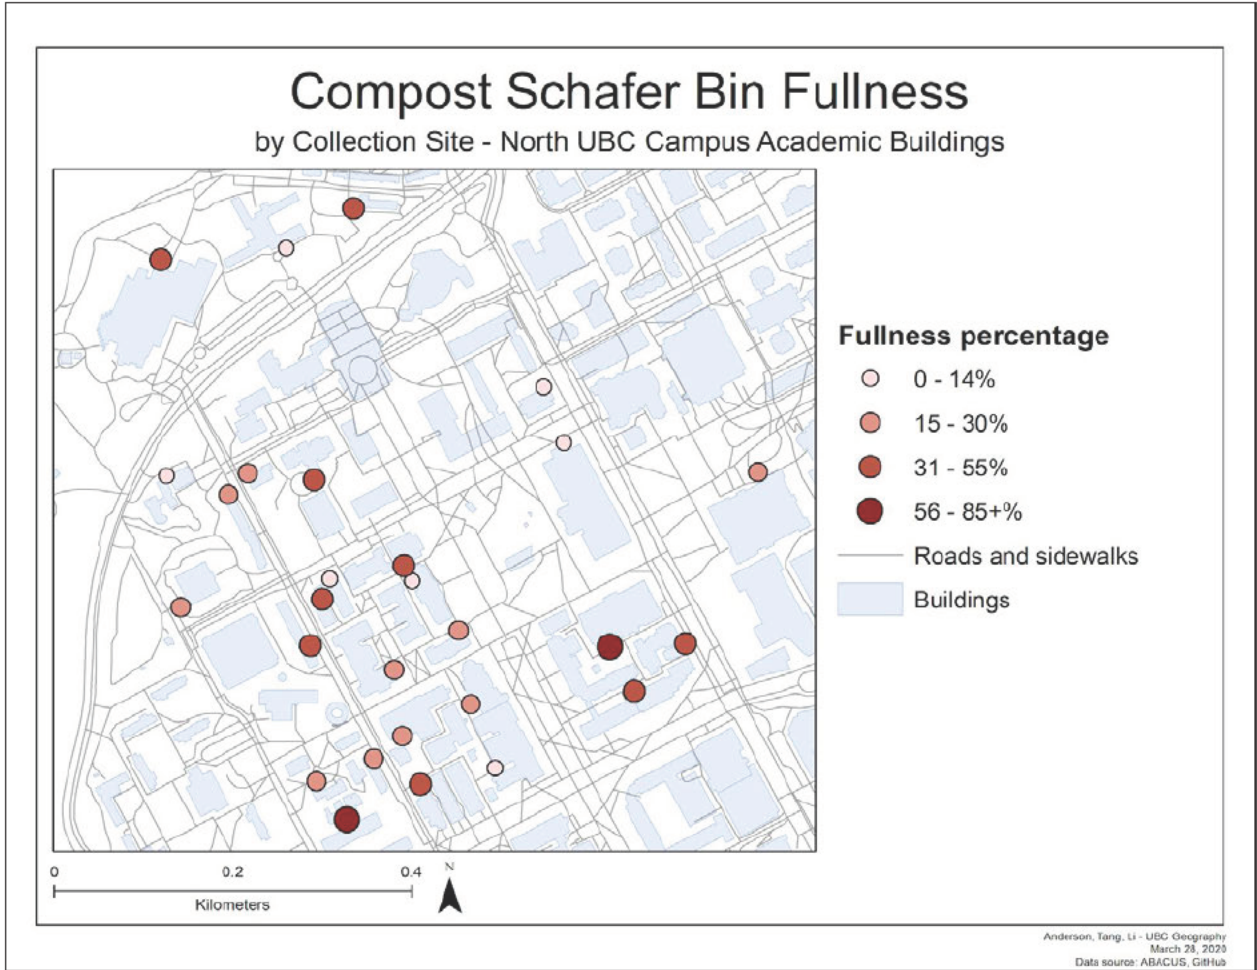 Compost Schafer Bin Fullness
by Collection Site - North UBC Campus Academic Buildings
Fullness percentage
0 - 14%
15 - 30%
31 - 55%
56 - 85+%
Roads and sidewalks
Buildings
0 0.2 0.4
Kilometers
N
Anderson, Tang, Li - UBC Geography
March 28, 2020
Data source: ABACUS, GitHub